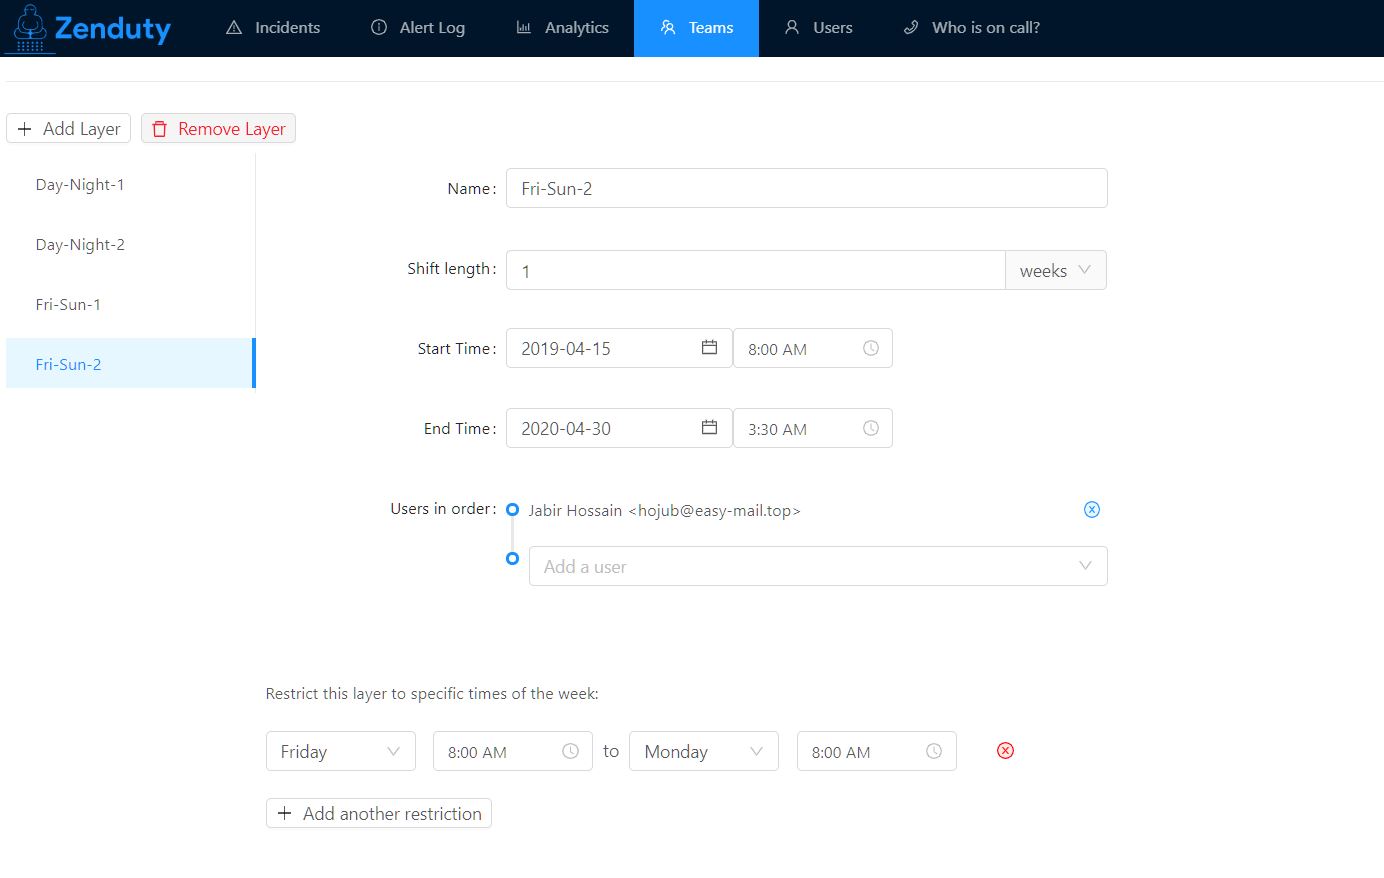 Zenduty Incidents Alert Log Analytics Teams Users Who is on call?
Add Layer Remove Layer
Day-Night-1
Day-Night-2
Fri-Sun-1
Fri-Sun-2
Name: Fri-Sun-2
Shift length: 1 weeks
Start Time: 2019-04-15 8:00 AM
End Time: 2020-04-30 3:30 AM
Users in order: Jabir Hossain <hojub@easy-mail.top>
Add a user
Restrict this layer to specific times of the week:
Friday 8:00 AM to Monday 8:00 AM
Add another restriction